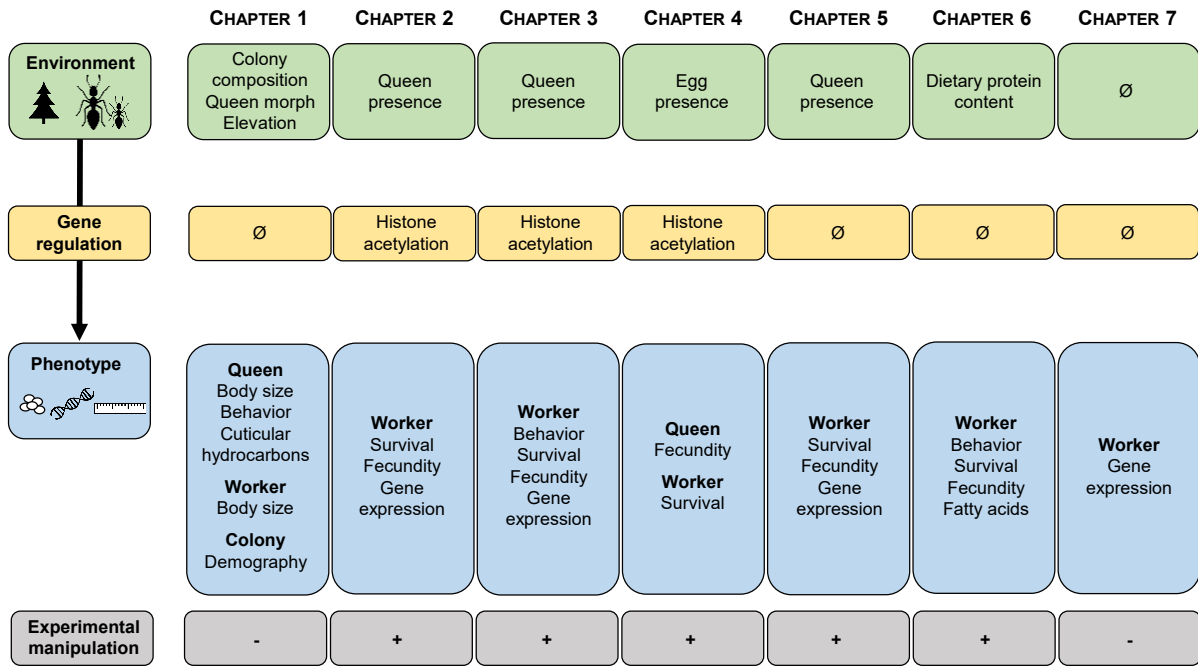 CHAPTER 1 CHAPTER 2 CHAPTER 3 CHAPTER 4 CHAPTER 5 CHAPTER 6 CHAPTER 7
Environment
Colony
composition
Queen morph
Elevation
Queen
presence
Queen
presence
Egg
presence
Queen
presence
Dietary protein
content
Ø
Gene
regulation
Ø
Histone
acetylation
Histone
acetylation
Histone
acetylation
Ø
Ø
Ø
Phenotype
Queen
Body size
Behavior
Cuticular
hydrocarbons
Worker
Body size
Colony
Demography
Worker
Survival
Fecundity
Gene
expression
Worker
Behavior
Survival
Fecundity
Gene
expression
Queen
Fecundity
Worker
Survival
Worker
Survival
Fecundity
Gene
expression
Worker
Behavior
Survival
Fecundity
Fatty acids
Worker
Gene
expression
Experimental
manipulation
-
+
+
+
+
+
-